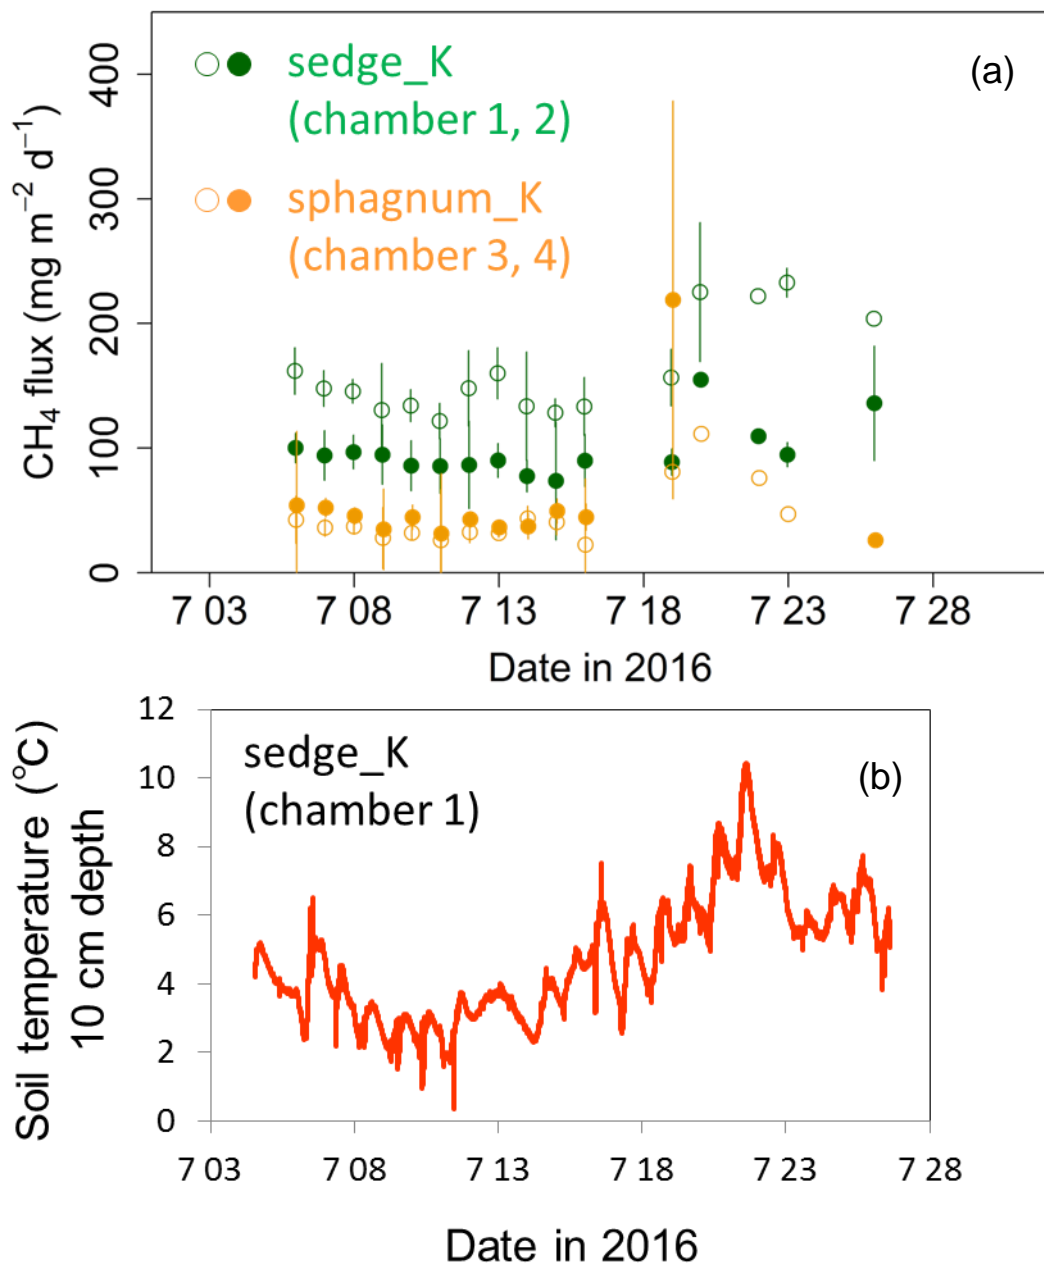 sedge_K
(chamber 1, 2)
(a)
sphagnum_K
(chamber 3, 4)
CH₄ flux (mg m⁻² d⁻¹)
400
300
200
100
0
7 03 7 08 7 13 7 18 7 23 7 28
Date in 2016
sedge_K
(chamber 1)
(b)
Soil temperature (°C)
10 cm depth
12
10
8
6
4
2
0
7 03 7 08 7 13 7 18 7 23 7 28
Date in 2016